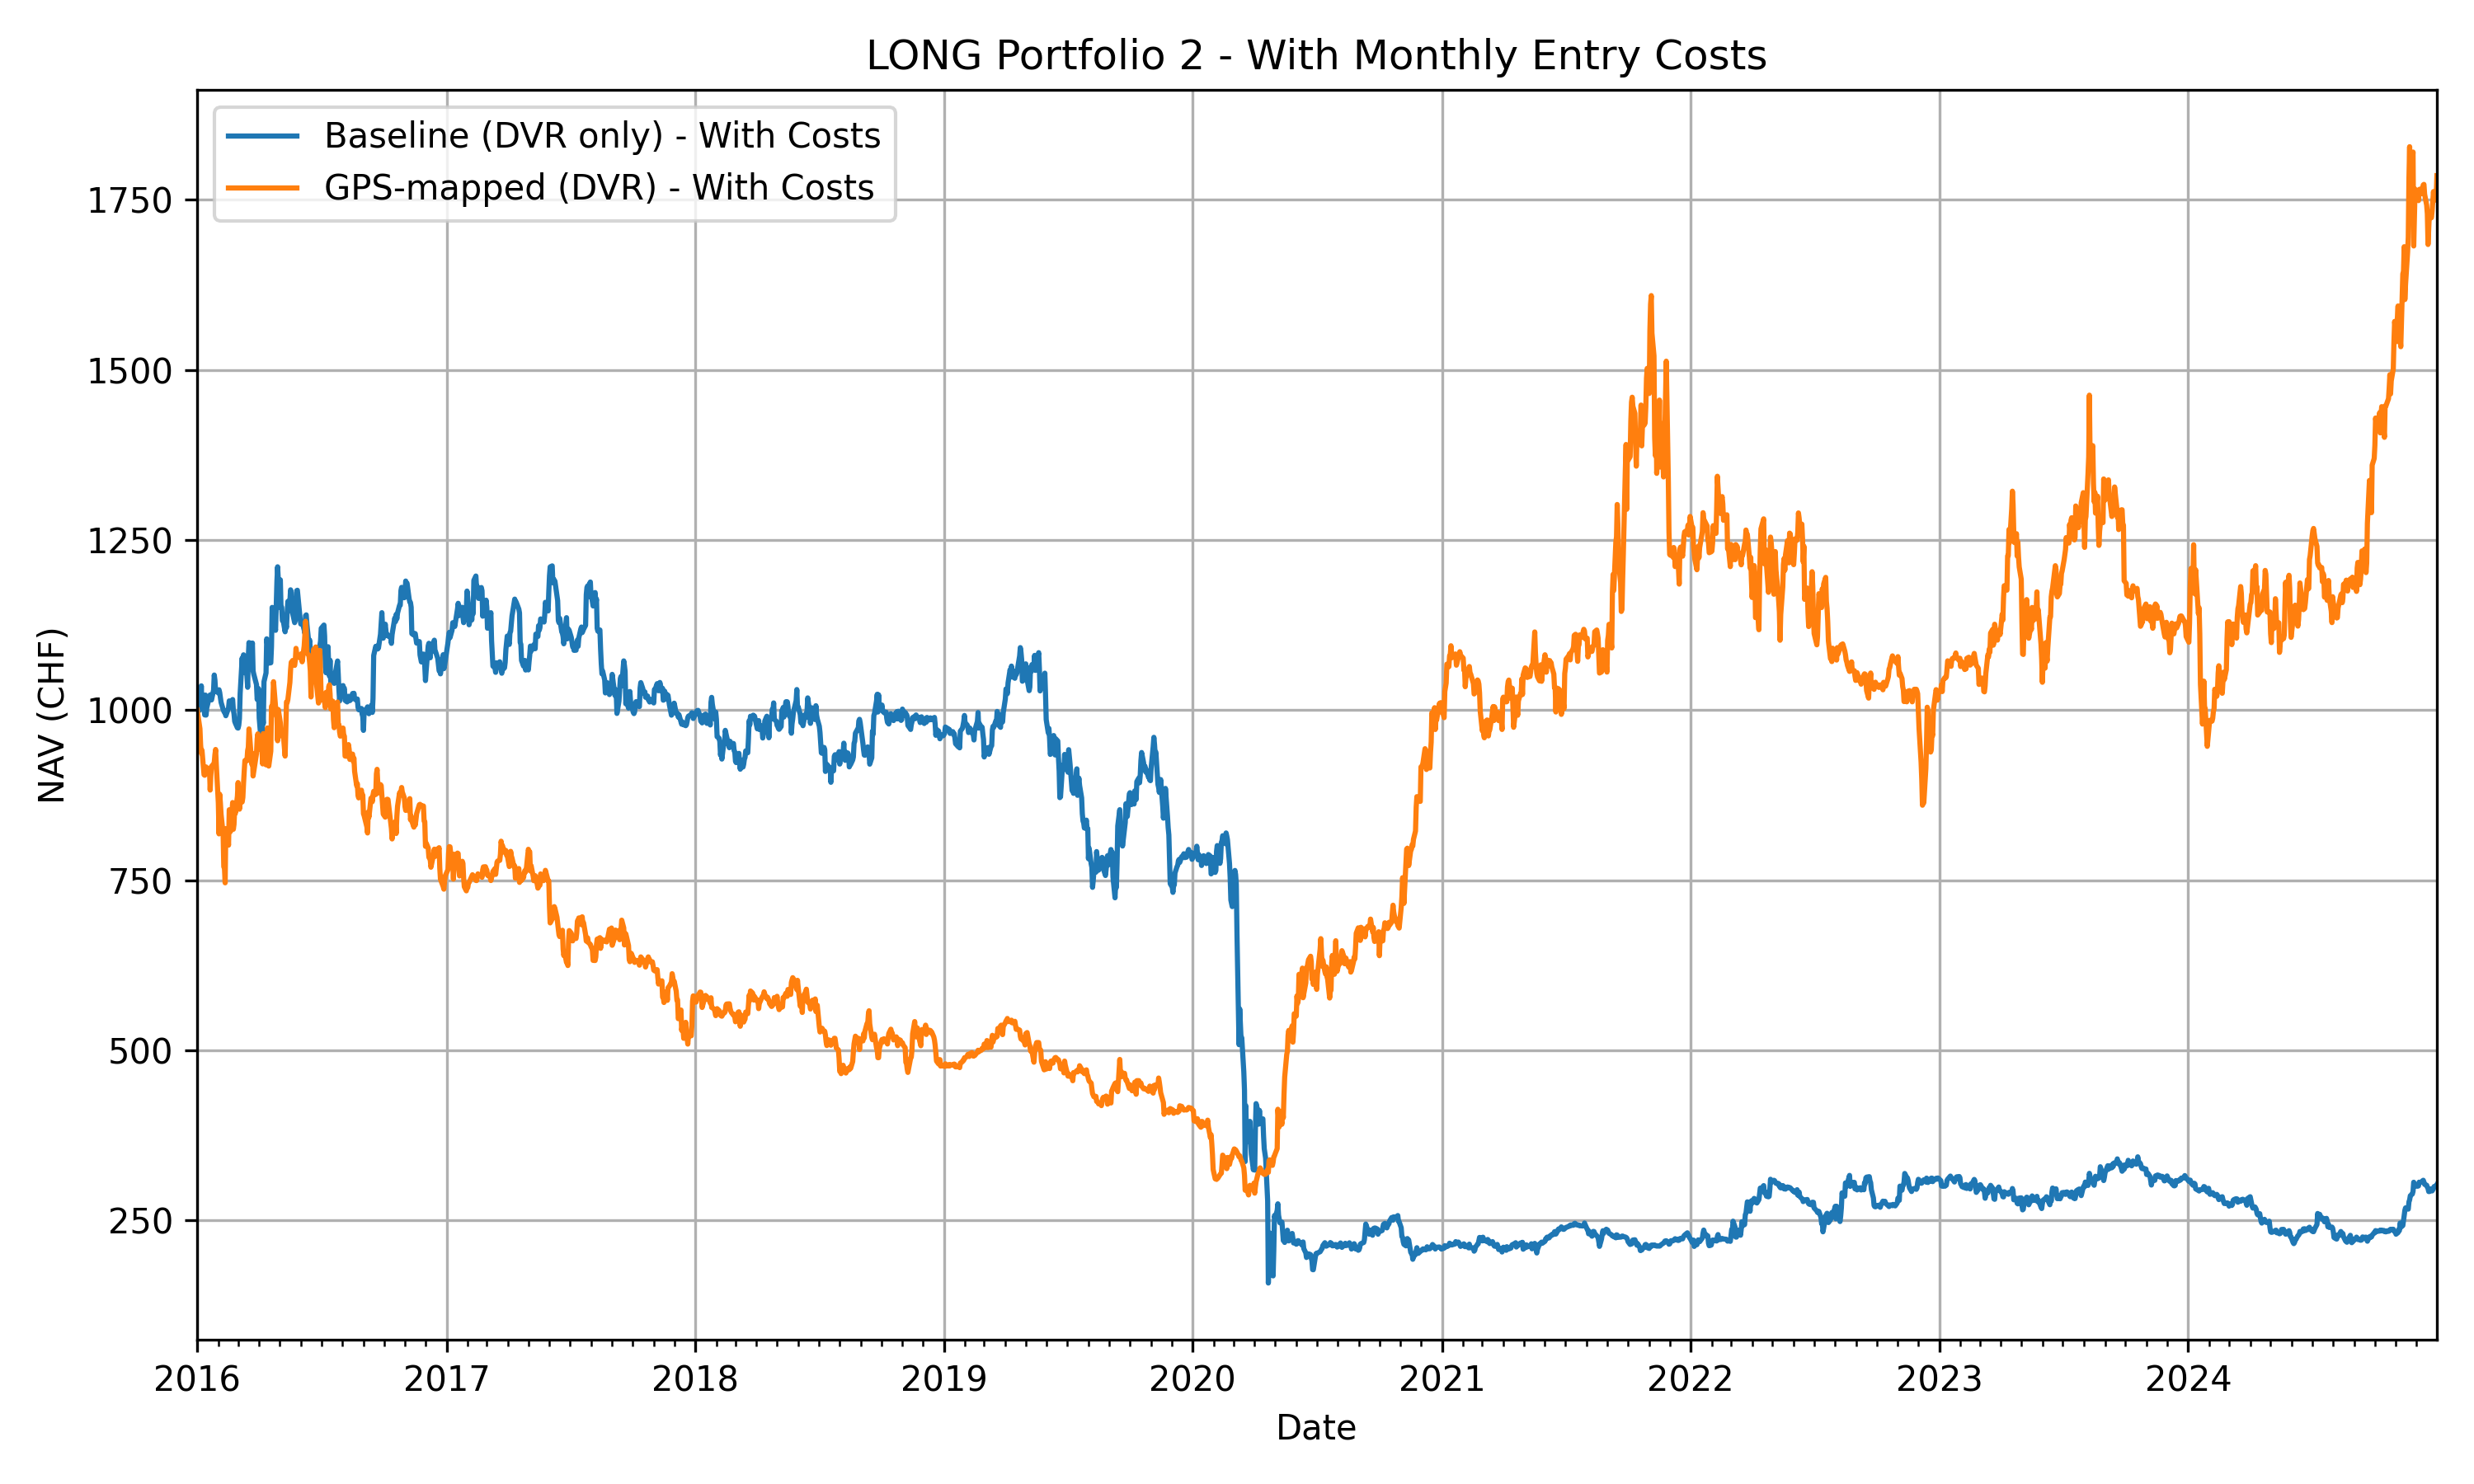 LONG Portfolio 2 - With Monthly Entry Costs
Baseline (DVR only) - With Costs
GPS-mapped (DVR) - With Costs
NAV (CHF)
1750
1500
1250
1000
750
500
250
2016 2017 2018 2019 2020 2021 2022 2023 2024
Date